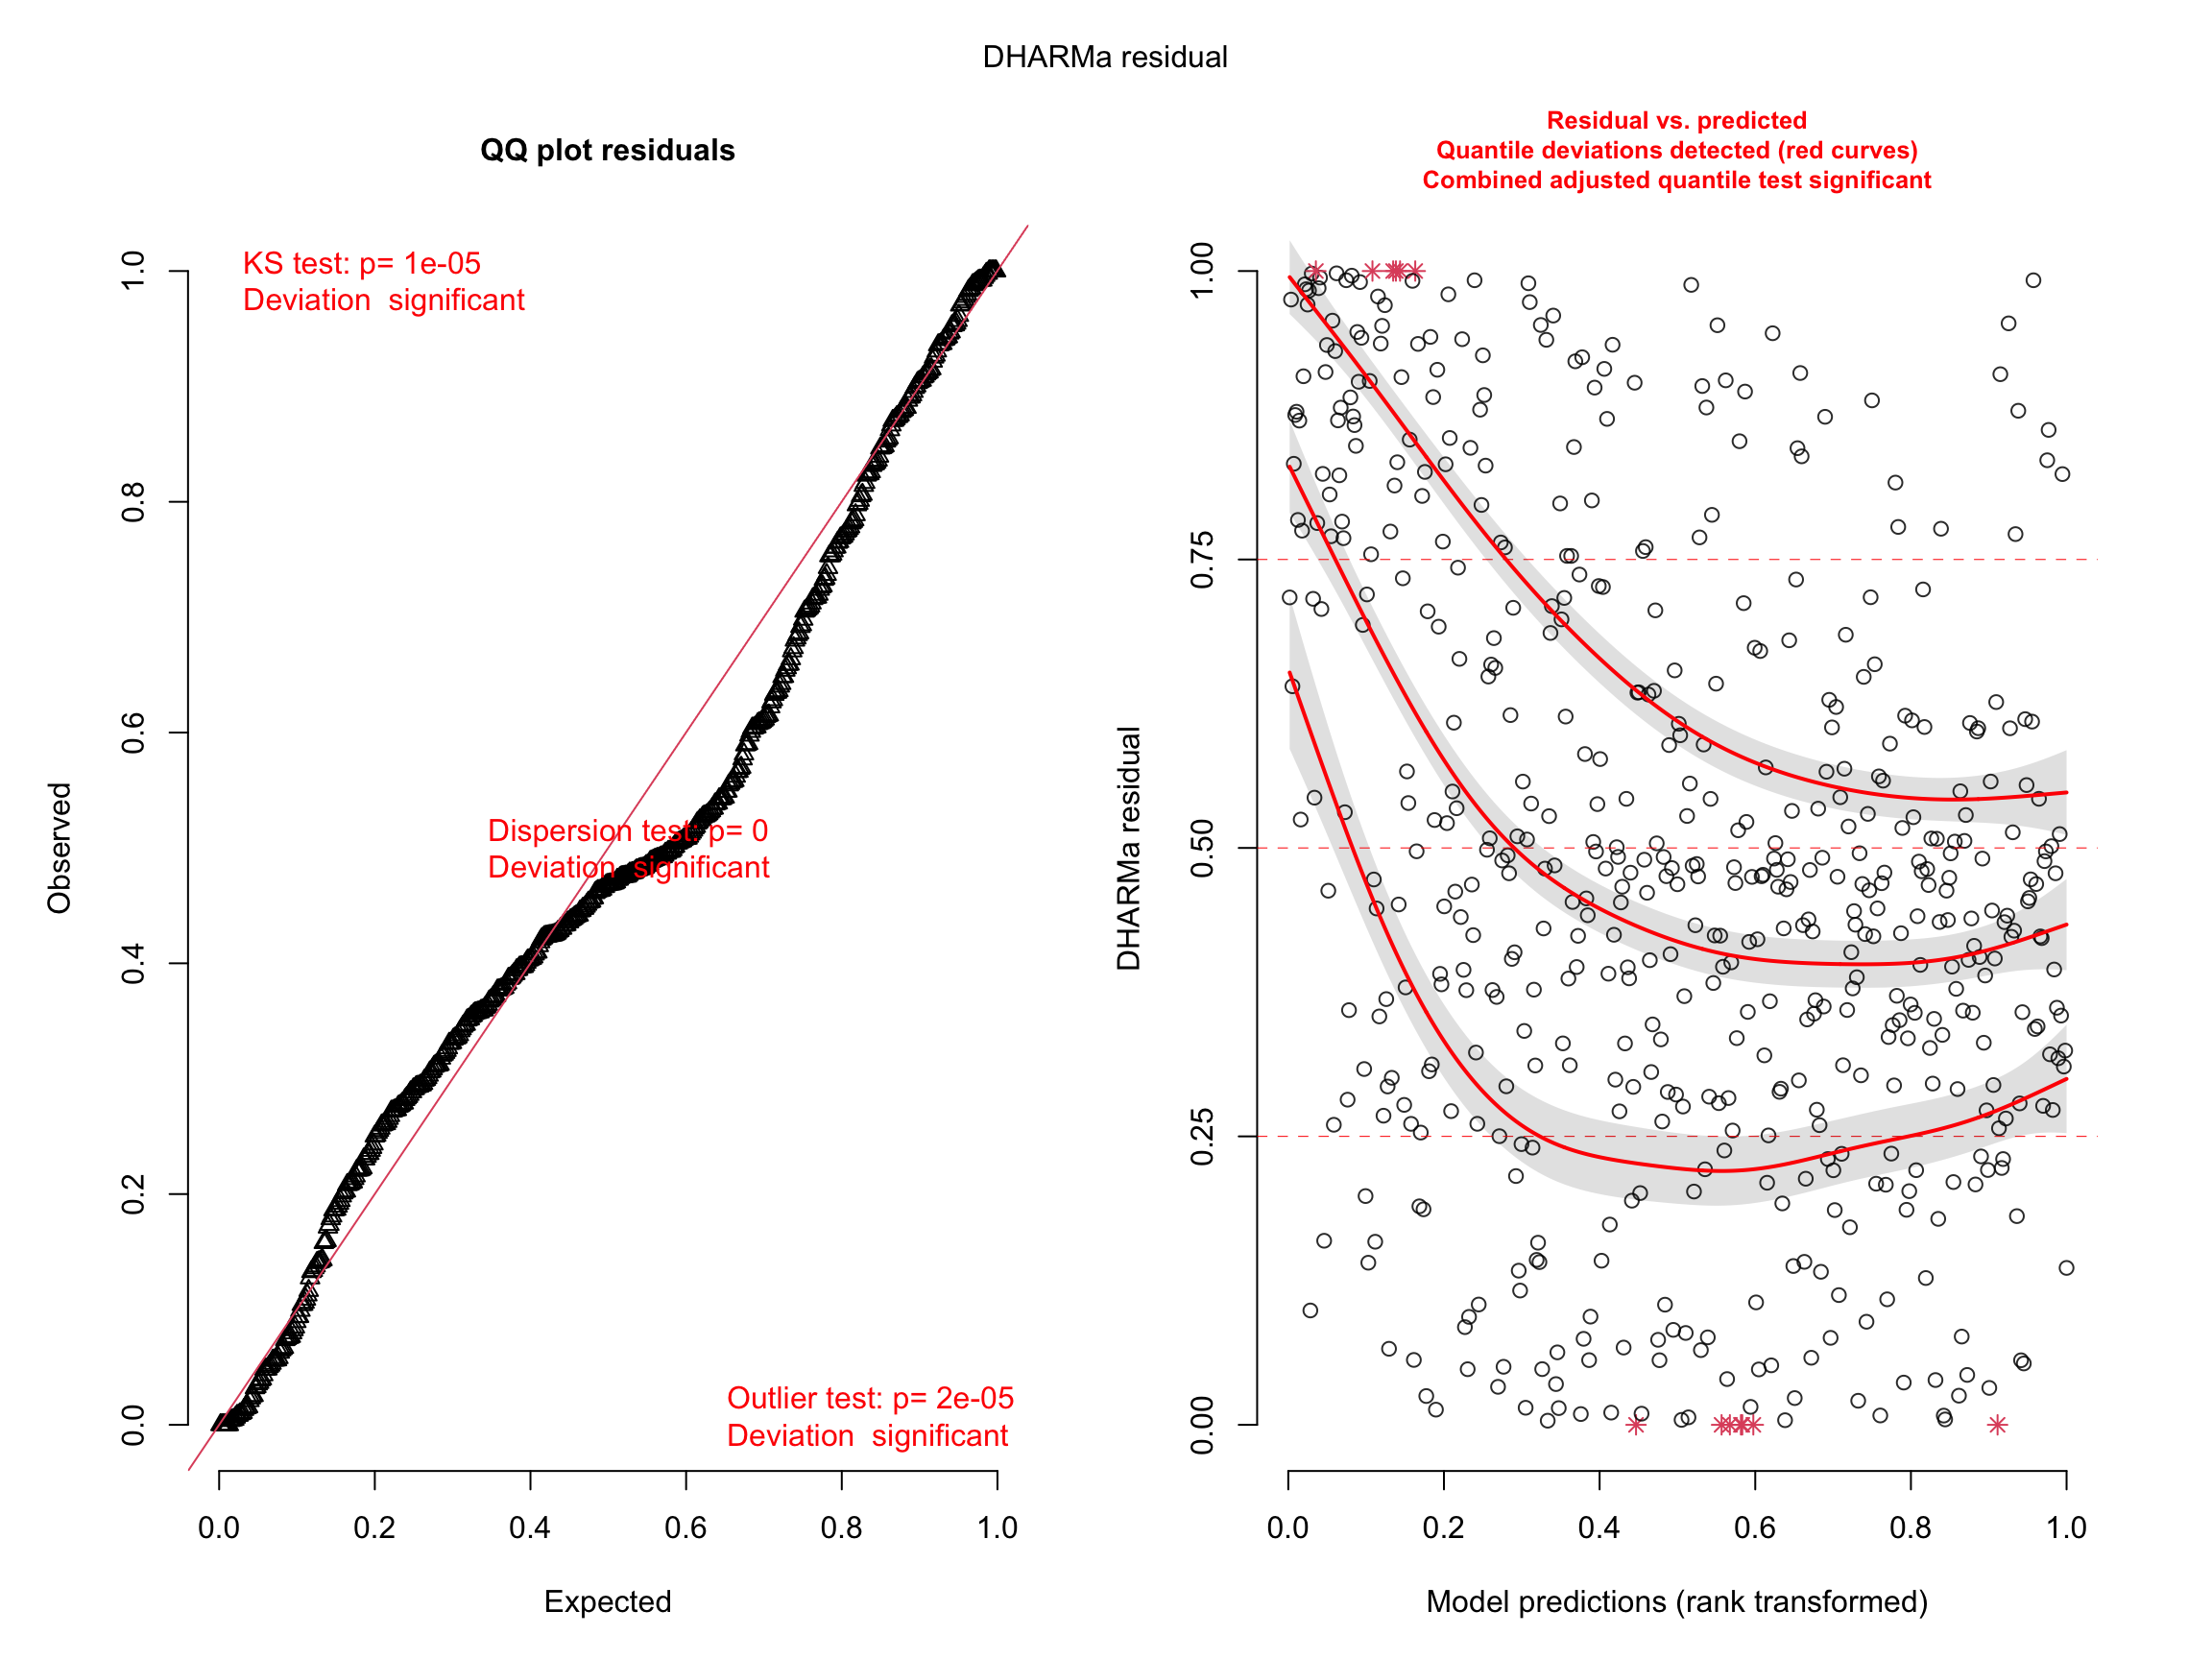 DHARMa residual
QQ plot residuals
KS test: p= 1e-05
Deviation  significant
Dispersion test: p= 0
Deviation  significant
Outlier test: p= 2e-05
Deviation  significant
Observed
0.0 0.2 0.4 0.6 0.8 1.0
0.0 0.2 0.4 0.6 0.8 1.0
Expected
Residual vs. predicted
Quantile deviations detected (red curves)
Combined adjusted quantile test significant
DHARMa residual
0.00 0.25 0.50 0.75 1.00
0.0 0.2 0.4 0.6 0.8 1.0
Model predictions (rank transformed)